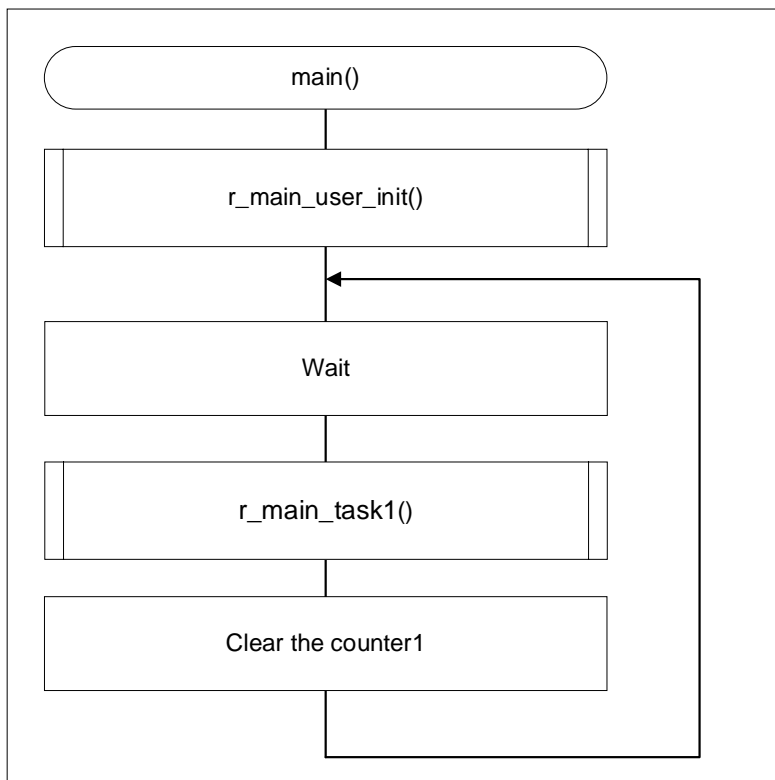 main()
r_main_user_init()
Wait
r_main_task1()
Clear the counter1